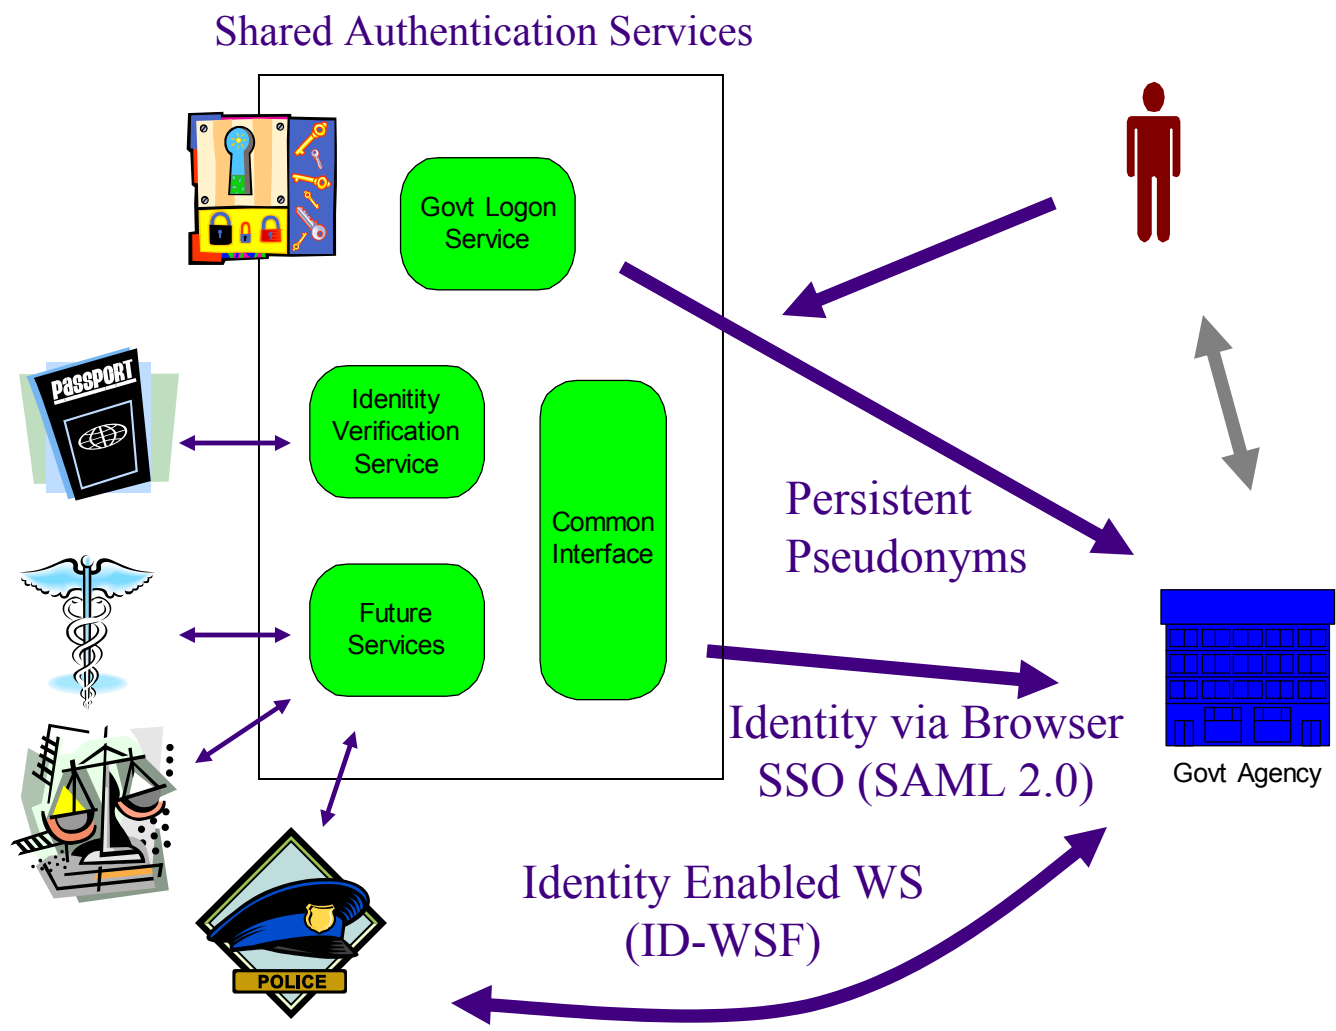 Shared Authentication Services
Govt Logon
Service
PASSPORT
Idenitity
Verification
Service
Common
Interface
Persistent
Pseudonyms
Future
Services
Identity via Browser
SSO (SAML 2.0)
Govt Agency
Identity Enabled WS
(ID-WSF)
POLICE